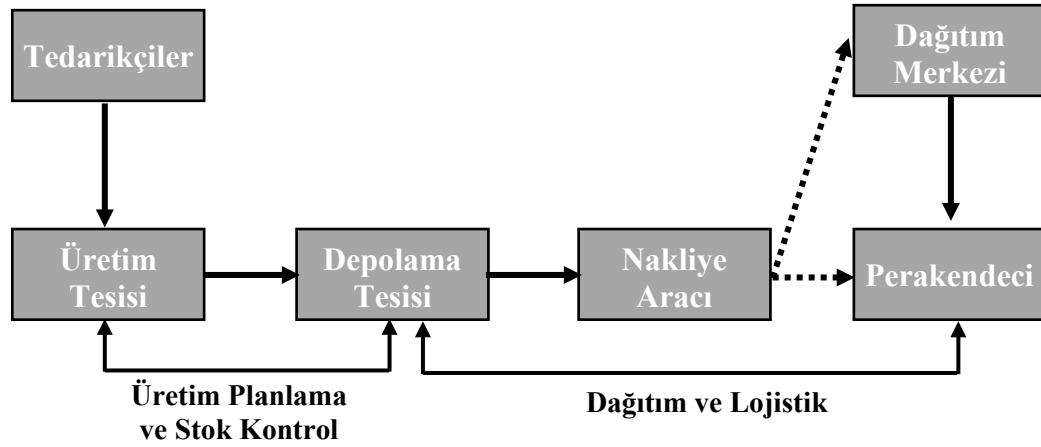 Tedarikçiler
Dağıtım
Merkezi
Üretim
Tesisi
Depolama
Tesisi
Nakliye
Aracı
Perakendeci
Üretim Planlama
ve Stok Kontrol
Dağıtım ve Lojistik